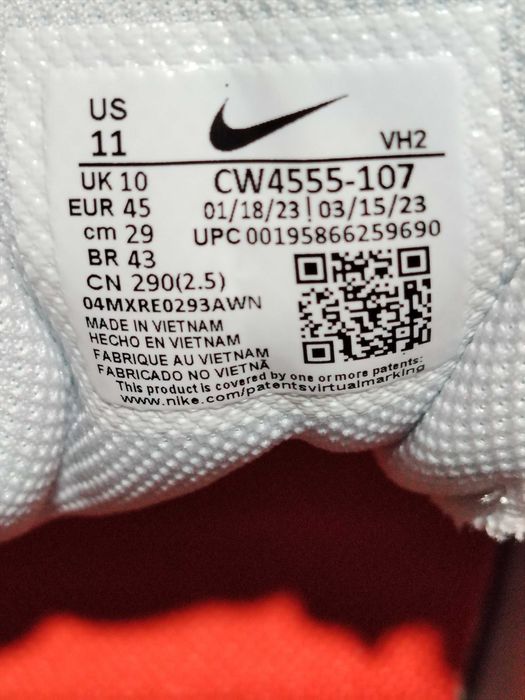 US
11
VH2
UK 10
EUR 45
cm 29
BR 43
CN 290(2.5)
CW4555-107
01/18/23 | 03/15/23
UPC 00195866259690
04MXRE0293AWN
MADE IN VIETNAM
HECHO EN VIETNAM
FABRIQUE AU VIETNAM
FABRICADO NO VIETNÃ
This product is covered by one or more patents:
www.nike.com/patentsvirtualmarking